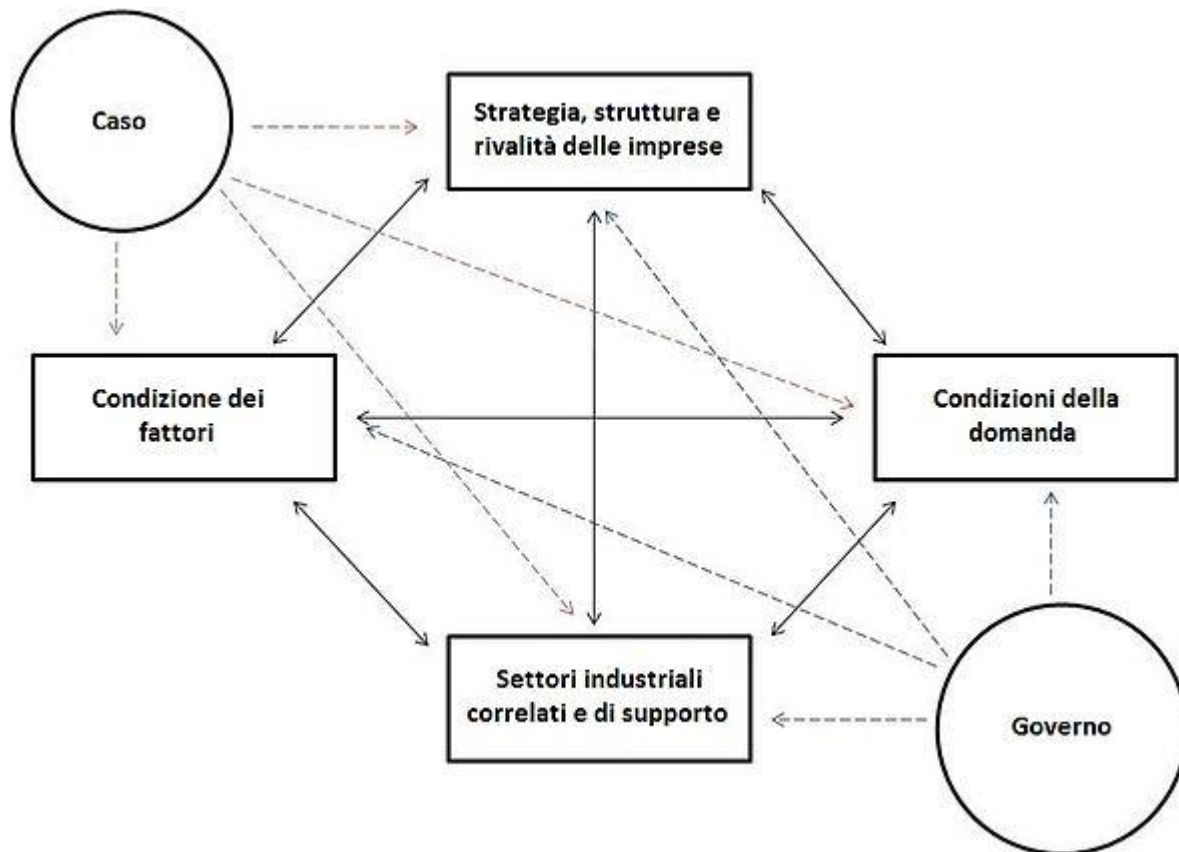 Caso
Strategia, struttura e
rivalità delle imprese
Condizione dei
fattori
Condizioni della
domanda
Settori industriali
correlati e di supporto
Governo